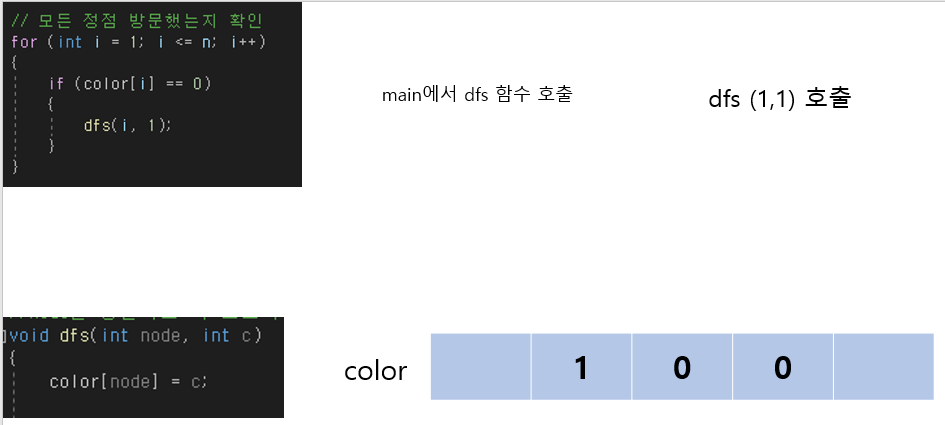 // 모든 정점 방문했는지 확인
for (int i = 1; i <= n; i++)
{
if (color[i] == 0)
{
dfs(i, 1);
}
}
main에서 dfs 함수 호출
dfs (1,1) 호출
void dfs(int node, int c)
{
color[node] = c;
color
1 0 0